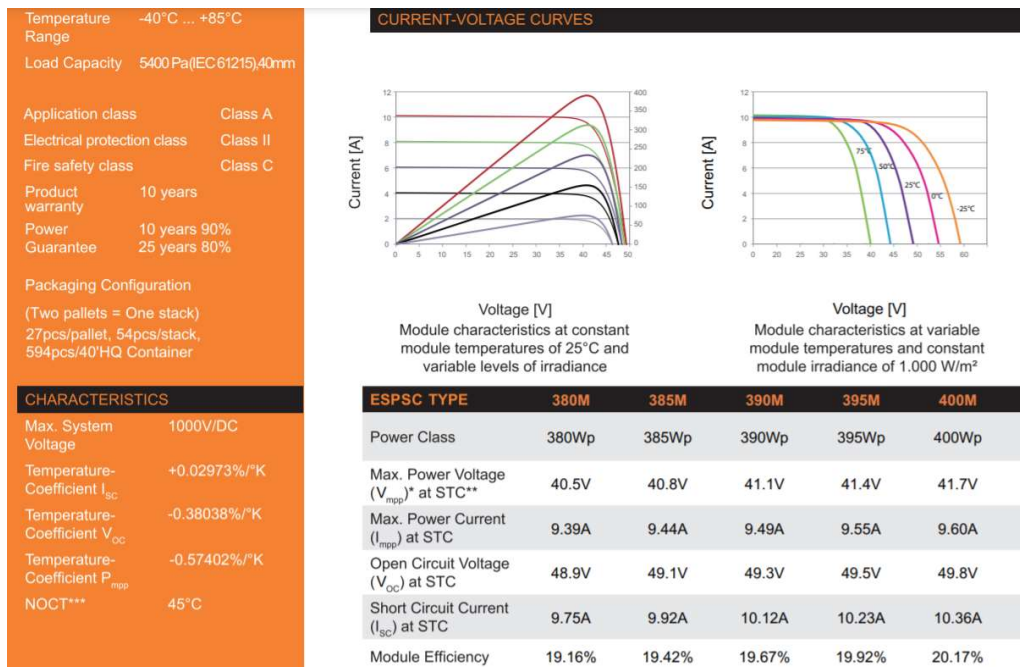 Temperature -40°C ... +85°C
Range
Load Capacity 5400 Pa(IEC 61215),40mm
Application class Class A
Electrical protection class Class II
Fire safety class Class C
Product 10 years
warranty
Power 10 years 90%
Guarantee 25 years 80%
Packaging Configuration
(Two pallets = One stack)
27pcs/pallet, 54pcs/stack,
594pcs/40'HQ Container
CHARACTERISTICS
Max. System 1000V/DC
Voltage
Temperature- +0.02973%/°K
Coefficient I_SC
Temperature- -0.38038%/°K
Coefficient V_OC
Temperature- -0.57402%/°K
Coefficient P_mpp
NOCT*** 45°C
CURRENT-VOLTAGE CURVES
Current [A]
12
10
8
6
4
2
0
400
350
300
250
200
150
100
50
0
0 5 10 15 20 25 30 35 40 45 50
Voltage [V]
Module characteristics at constant
module temperatures of 25°C and
variable levels of irradiance
Current [A]
12
10
8
6
4
2
0
75°C
50°C
25°C
0°C
-25°C
0 10 20 25 30 35 40 45 50 55 60
Voltage [V]
Module characteristics at variable
module temperatures and constant
module irradiance of 1.000 W/m²
ESPSC TYPE 380M 385M 390M 395M 400M
Power Class 380Wp 385Wp 390Wp 395Wp 400Wp
Max. Power Voltage
(V_mpp)* at STC** 40.5V 40.8V 41.1V 41.4V 41.7V
Max. Power Current
(I_mpp) at STC 9.39A 9.44A 9.49A 9.55A 9.60A
Open Circuit Voltage
(V_OC) at STC 48.9V 49.1V 49.3V 49.5V 49.8V
Short Circuit Current
(I_SC) at STC 9.75A 9.92A 10.12A 10.23A 10.36A
Module Efficiency 19.16% 19.42% 19.67% 19.92% 20.17%